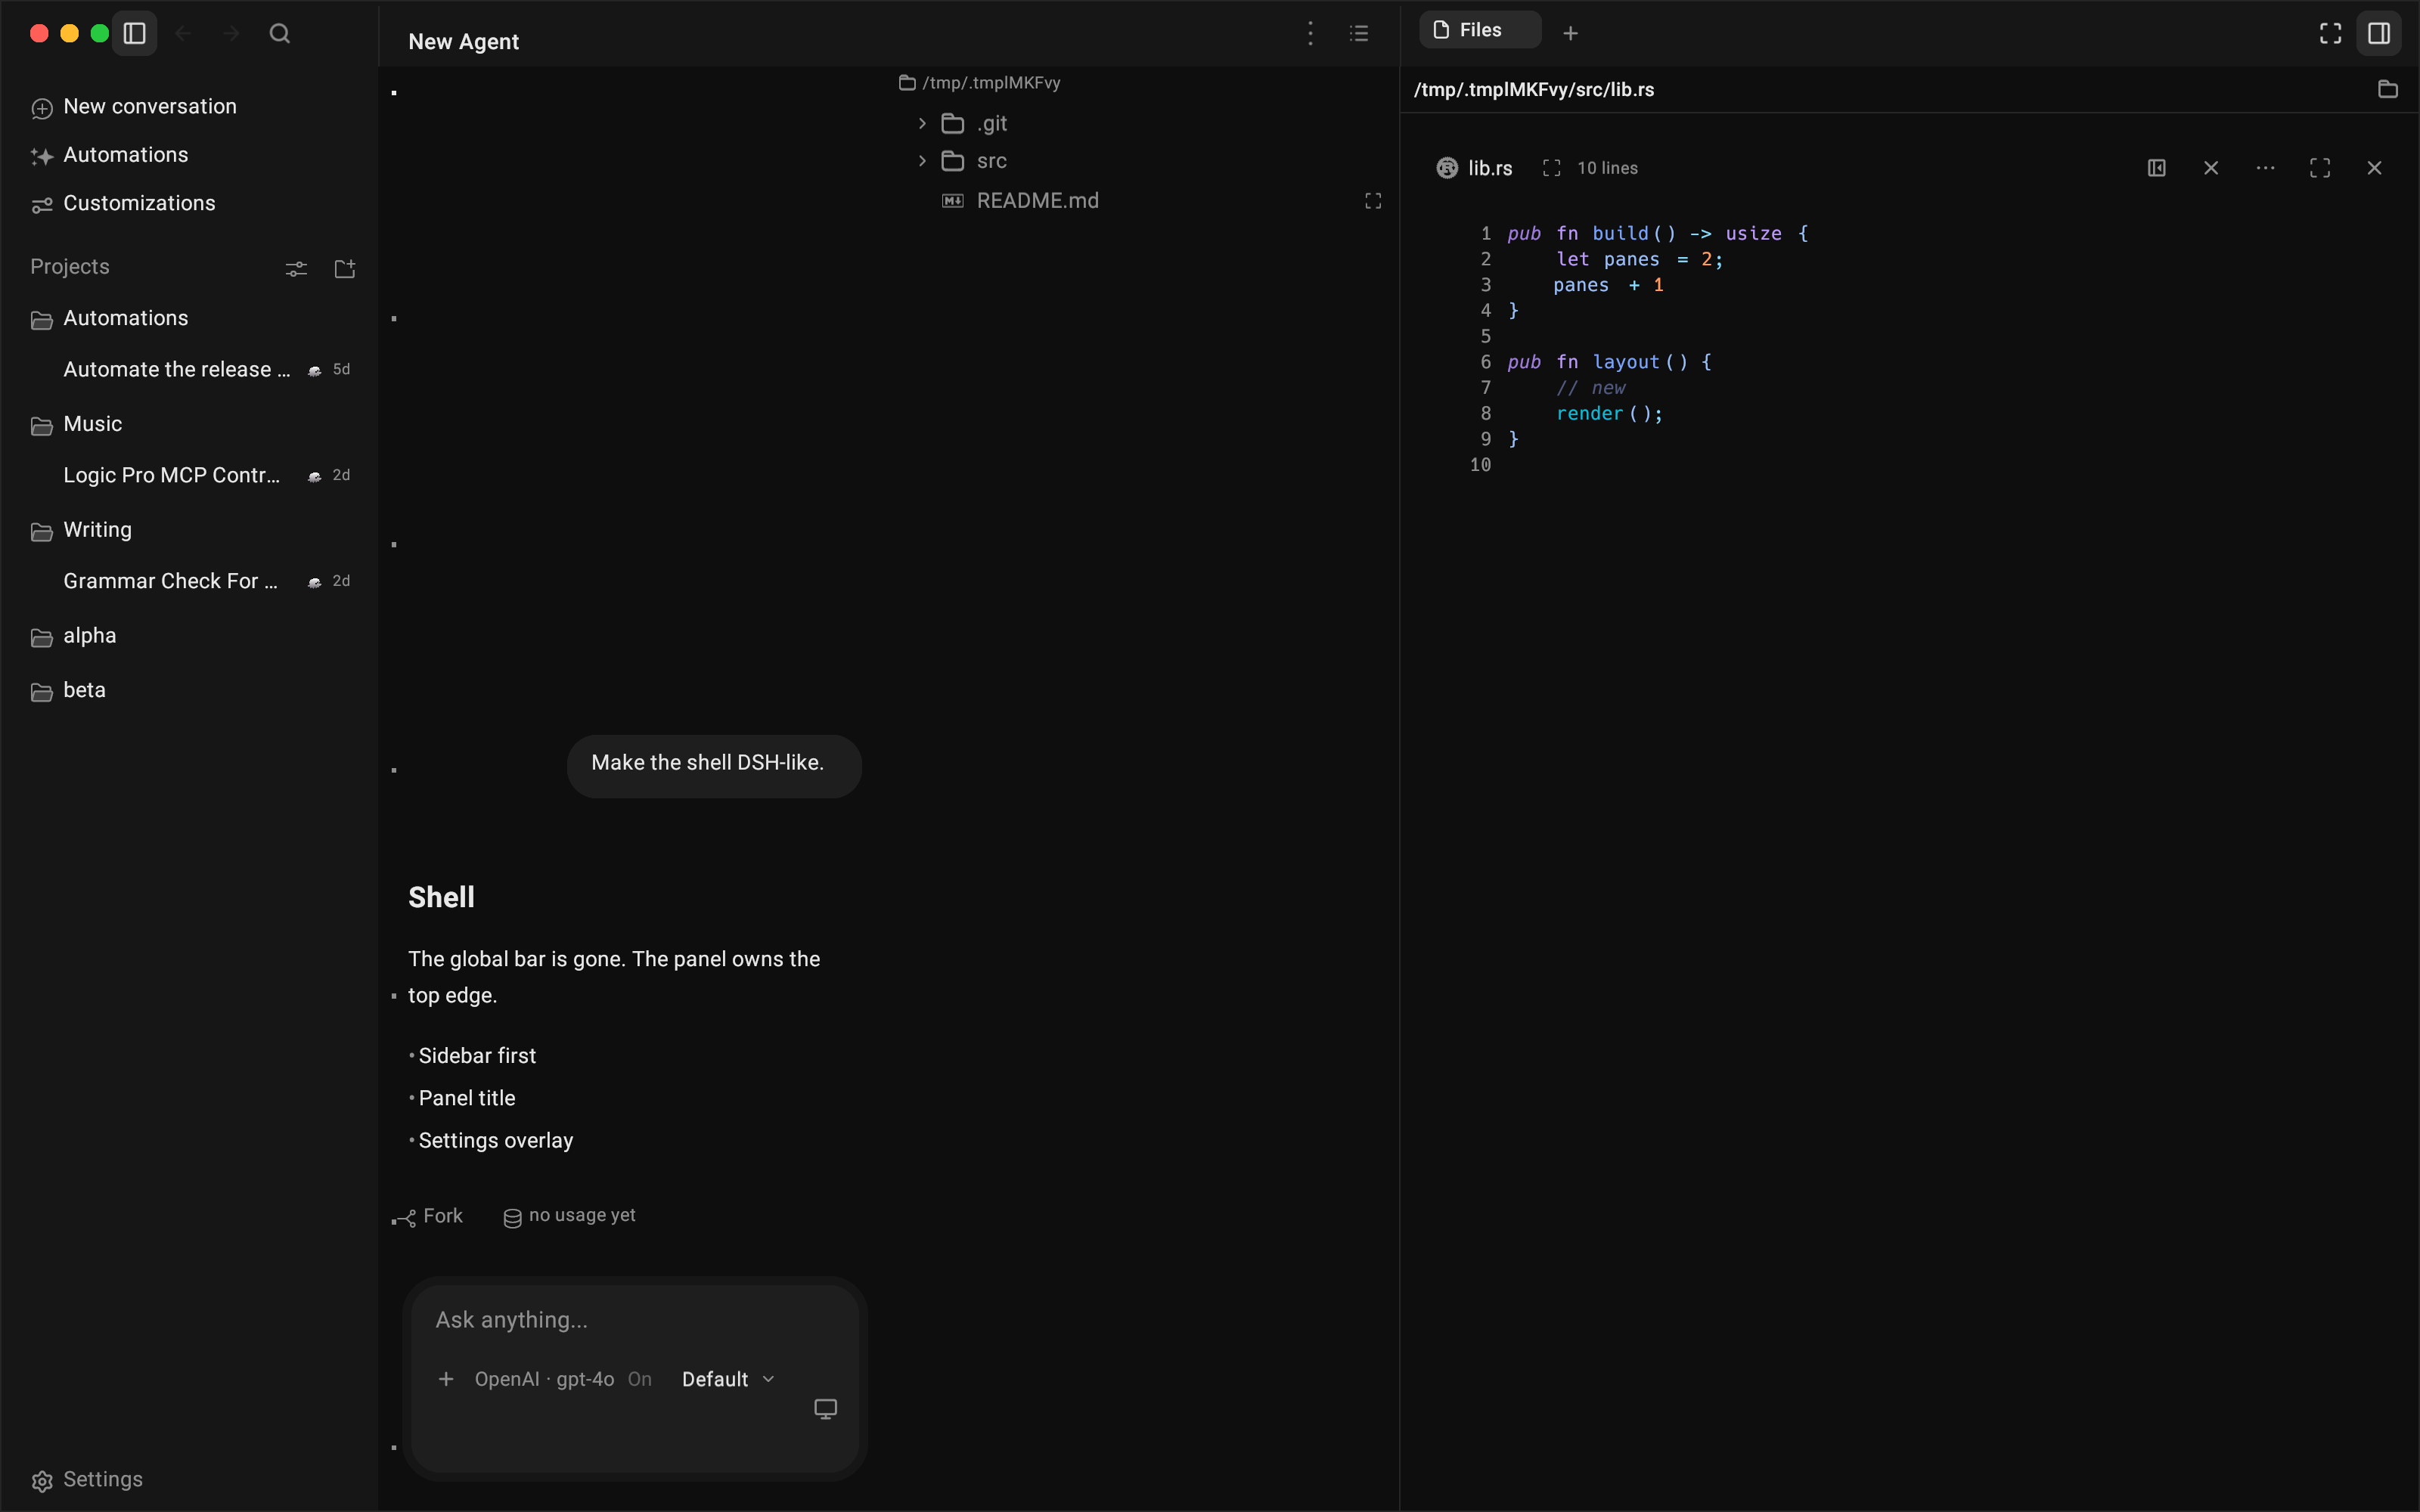 New conversation
Automations
Customizations
Projects
Automations
Automate the release ... 5d
Music
Logic Pro MCP Contr... 2d
Writing
Grammar Check For ... 2d
alpha
beta
Settings
New Agent
Make the shell DSH-like.
Shell
The global bar is gone. The panel owns the
top edge.
• Sidebar first
• Panel title
• Settings overlay
Fork no usage yet
Ask anything...
OpenAI · gpt-4o On Default
/tmp/.tmplMKFvy
.git
src
README.md
Files
/tmp/.tmplMKFvy/src/lib.rs
lib.rs 10 lines
1 pub fn build() -> usize {
2 let panes = 2;
3 panes + 1
4 }
5
6 pub fn layout() {
7 // new
8 render();
9 }
10